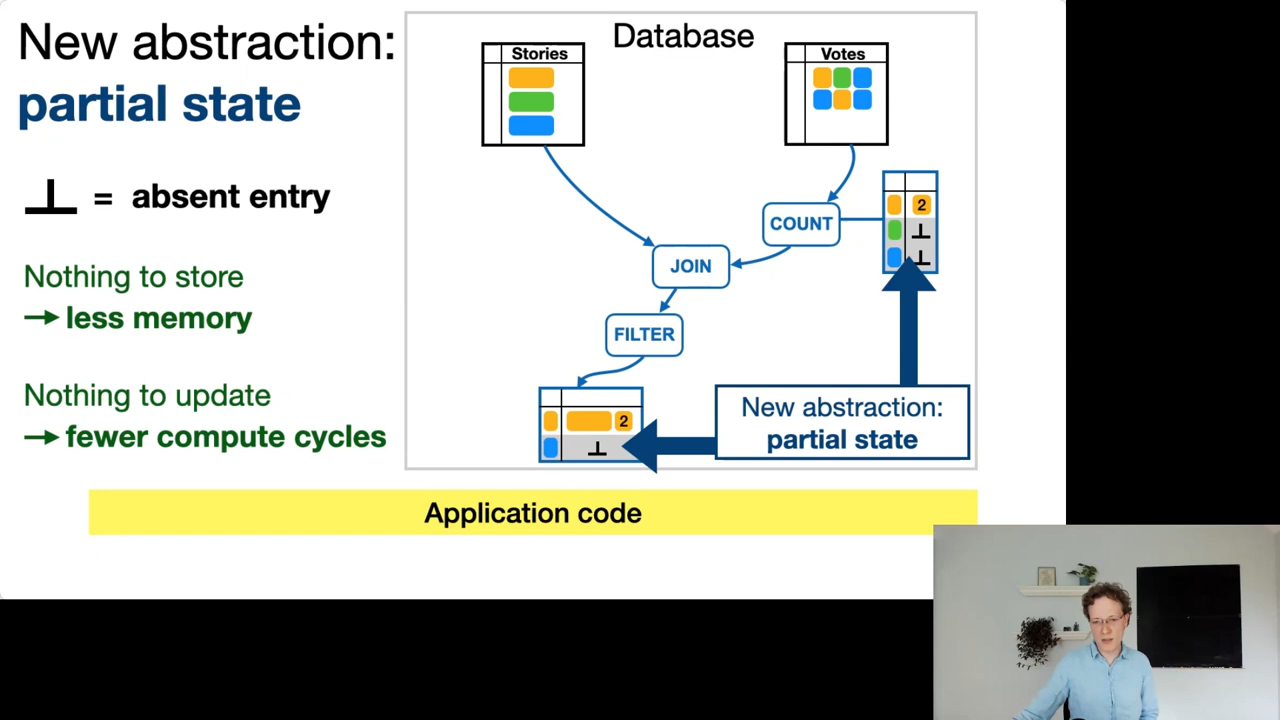 New abstraction:
partial state
⊥ = absent entry
Nothing to store
→ less memory
Nothing to update
→ fewer compute cycles
Database
Stories
Votes
COUNT
2
⊥
⊥
JOIN
FILTER
2
⊥
New abstraction:
partial state
Application code